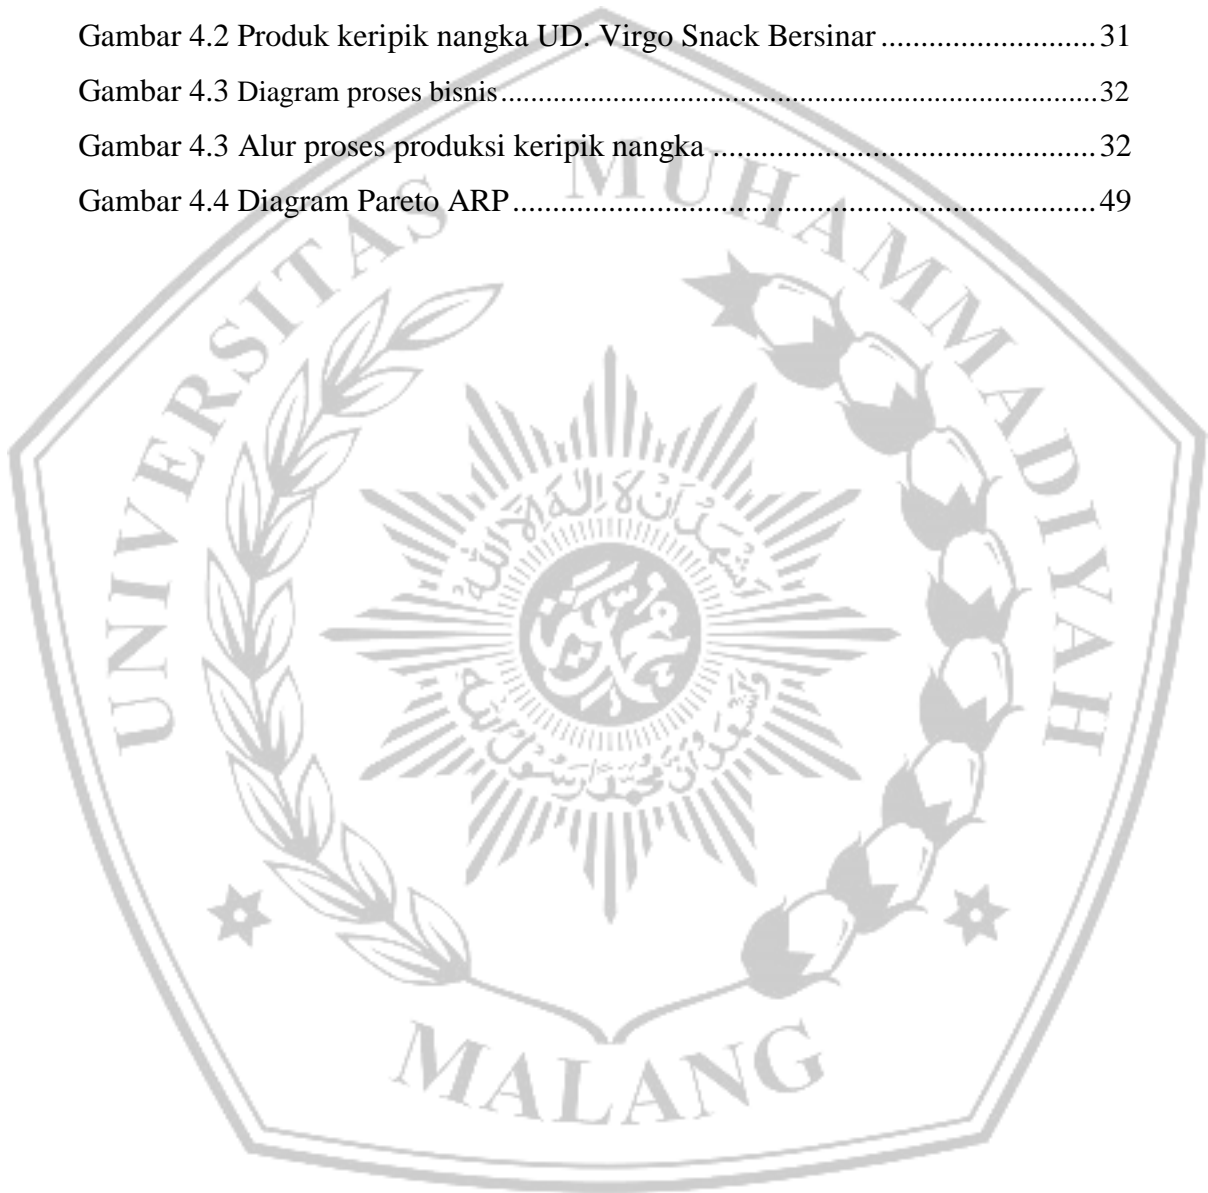 Gambar 4.2 Produk keripik nangka UD. Virgo Snack Bersinar ........................... 31
Gambar 4.3 Diagram proses bisnis ................................................................................ 32
Gambar 4.3 Alur proses produksi keripik nangka ................................................ 32
Gambar 4.4 Diagram Pareto ARP .......................................................................... 49
UNIVERSITAS MUHAMMADIYAH
MALANG